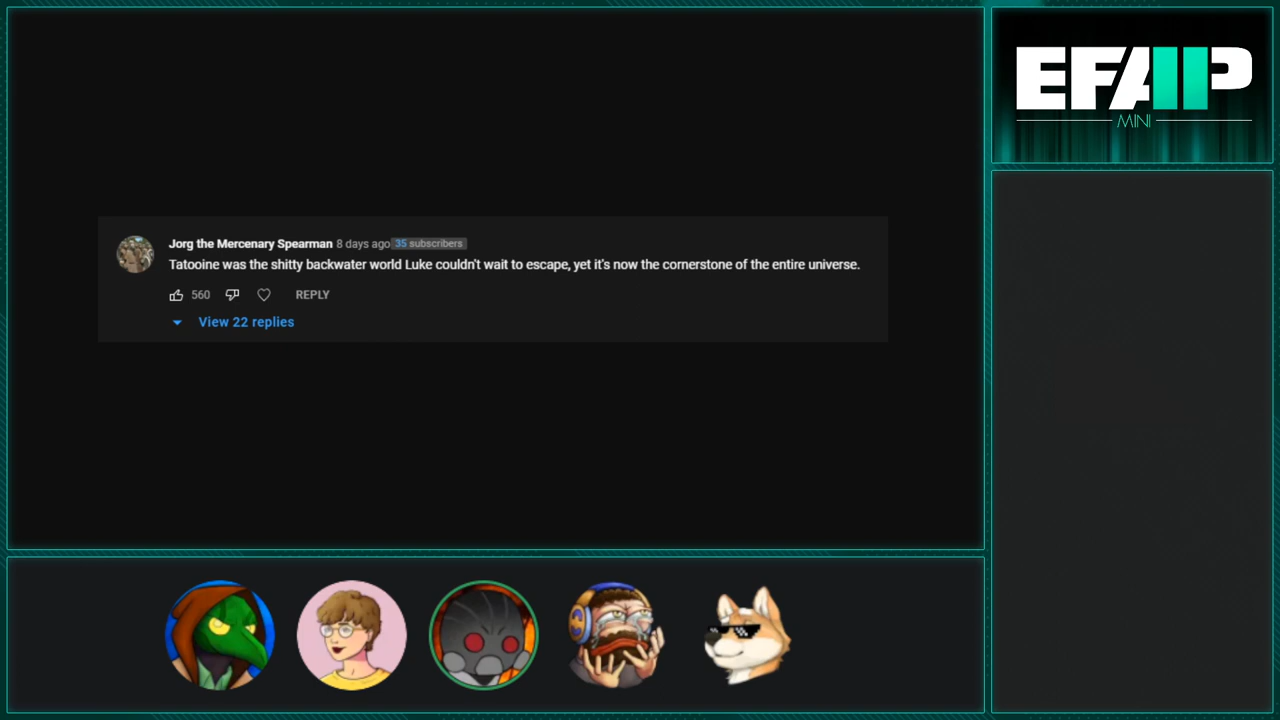 EFAP
MINI
Jorg the Mercenary Spearman 8 days ago 35 subscribers
Tatooine was the shitty backwater world Luke couldn't wait to escape, yet it's now the cornerstone of the entire universe.
560 REPLY
View 22 replies